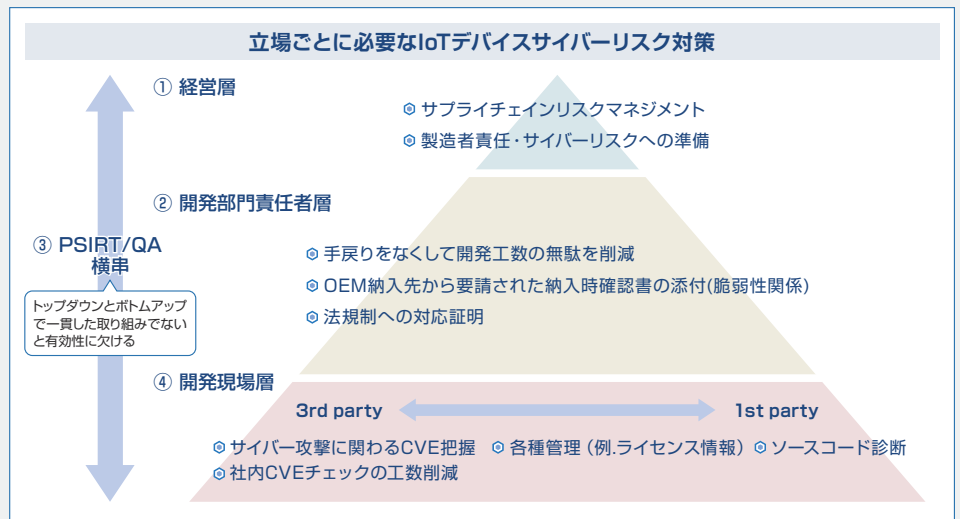 立場ごとに必要なIoTデバイスサイバーリスク対策
① 経営層
サプライチェインリスクマネジメント
製造者責任・サイバーリスクへの準備
② 開発部門責任者層
③ PSIRT/QA
横串
トップダウンとボトムアップ
で一貫した取り組みでない
と有効性に欠ける
手戻りをなくして開発工数の無駄を削減
OEM納入先から要請された納入時確認書の添付(脆弱性関係)
法規制への対応証明
④ 開発現場層
3rd party 1st party
サイバー攻撃に関わるCVE把握 各種管理（例.ライセンス情報） ソースコード診断
社内CVEチェックの工数削減